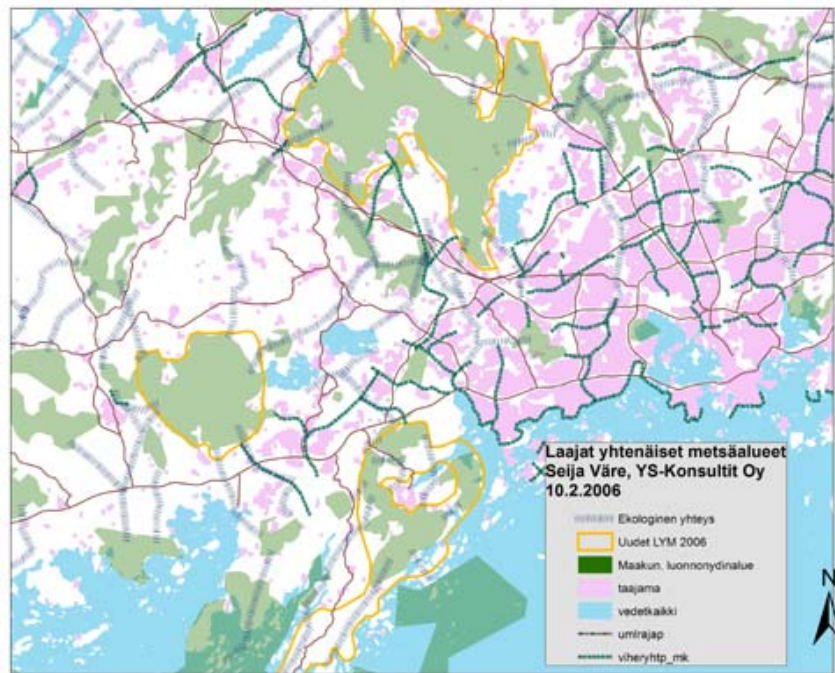 Laajat yhtenäiset metsäalueet
Seija Väre, YS-Konsultit Oy
10.2.2006
Ekologinen yhteys
Uudet LYM 2006
Maakun. luonnonydinalue
taajama
vedetkaikki
umlrajap
viheryhtp_mk
N